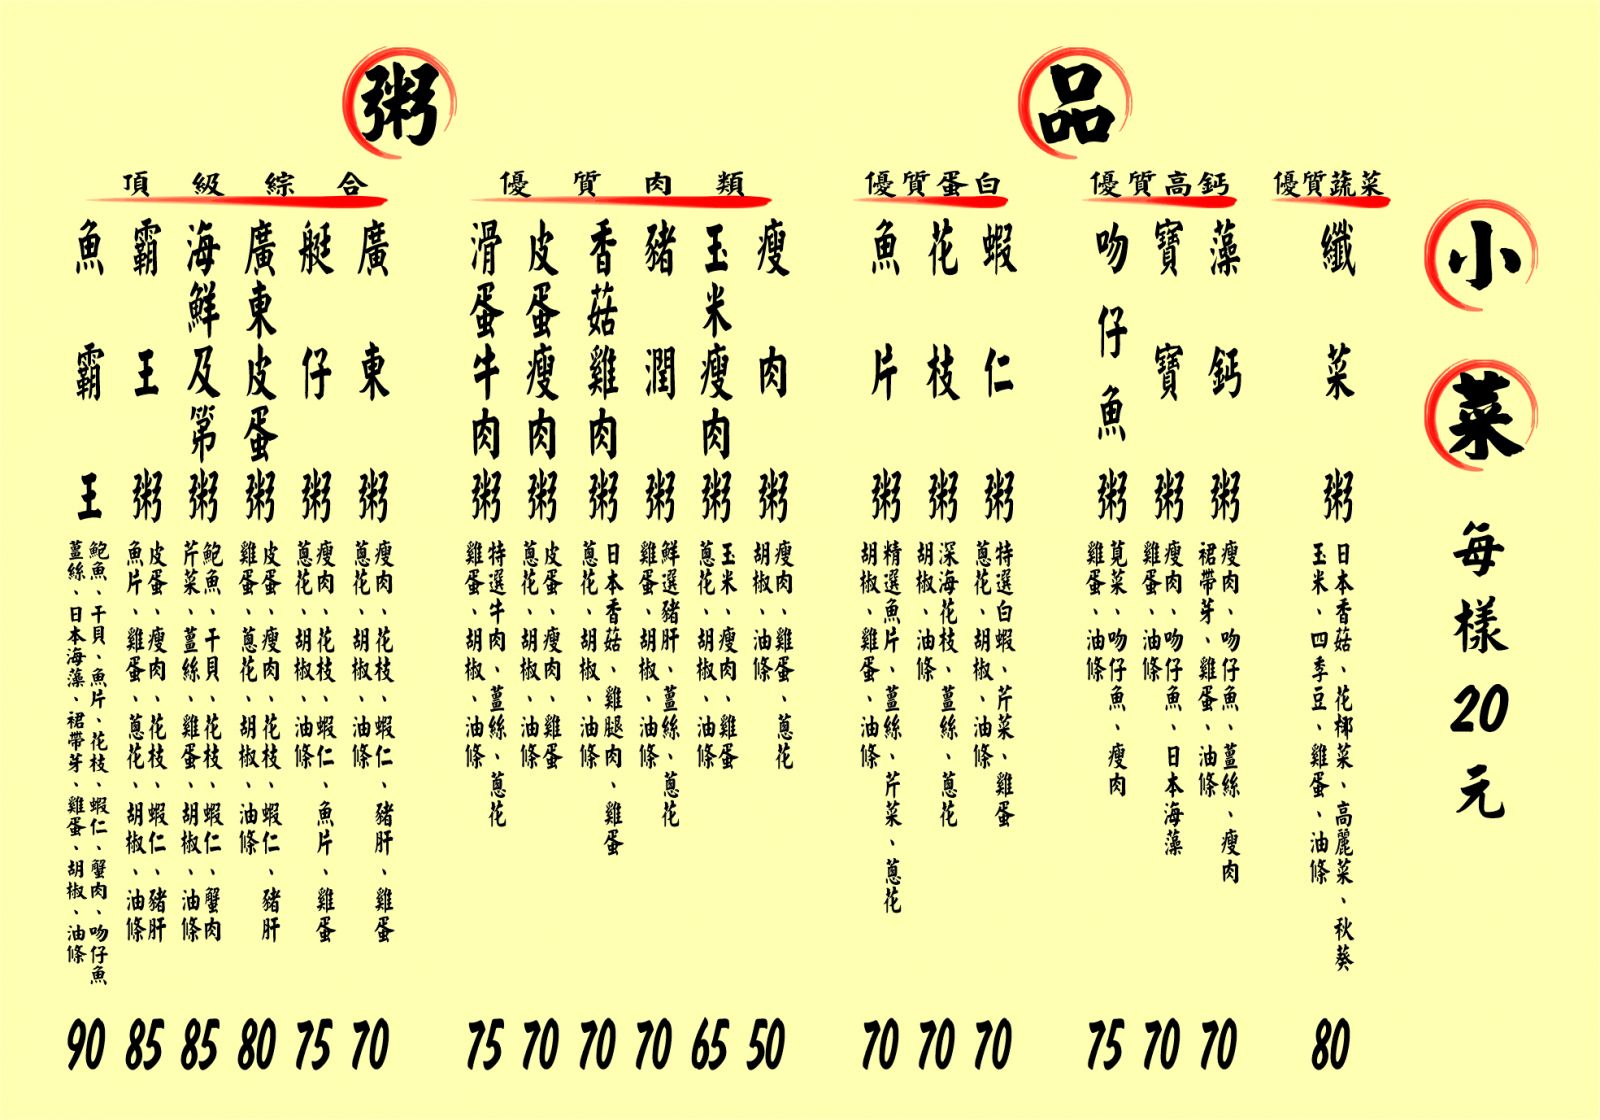 小菜
每樣20元
粥品
優質蔬菜
纖菜粥
日本香菇、花椰菜、高麗菜、秋葵
玉米、四季豆、雞蛋、油條
80
優質高鈣
藻鈣粥
瘦肉、吻仔魚、薑絲、瘦肉
裙帶芽、雞蛋、油條
70
寶寶粥
瘦肉、吻仔魚、日本海藻
雞蛋、油條
70
吻仔魚粥
莧菜、吻仔魚、瘦肉
雞蛋、油條
75
優質蛋白
蝦仁粥
特選白蝦、芹菜、雞蛋
蔥花、胡椒、油條
70
花枝粥
深海花枝、薑絲、蔥花
胡椒、油條
70
魚片粥
精選魚片、薑絲、芹菜、蔥花
胡椒、雞蛋、油條
70
優質肉類
瘦肉粥
瘦肉、雞蛋、蔥花
胡椒、油條
50
玉米瘦肉粥
玉米、瘦肉、雞蛋
蔥花、胡椒、油條
65
豬潤粥
鮮選豬肝、薑絲、蔥花
雞蛋、胡椒、油條
70
香菇雞肉粥
日本香菇、雞腿肉、雞蛋
蔥花、胡椒、油條
70
皮蛋瘦肉粥
皮蛋、瘦肉、雞蛋
蔥花、胡椒、油條
70
滑蛋牛肉粥
特選牛肉、薑絲、蔥花
雞蛋、胡椒、油條
75
頂級綜合
廣東粥
瘦肉、花枝、蝦仁、豬肝、雞蛋
蔥花、胡椒、油條
70
艇仔粥
瘦肉、花枝、蝦仁、魚片、雞蛋
蔥花、胡椒、油條
75
廣東皮蛋粥
皮蛋、瘦肉、花枝、蝦仁、豬肝
雞蛋、蔥花、胡椒、油條
80
海鮮及第粥
鮑魚、干貝、花枝、蝦仁、蟹肉
芹菜、薑絲、雞蛋、胡椒、油條
85
霸王粥
皮蛋、瘦肉、花枝、蝦仁、豬肝
魚片、雞蛋、蔥花、胡椒、油條
85
魚霸王
鮑魚、干貝、魚片、花枝、蝦仁、蟹肉、吻仔魚
薑絲、日本海藻、裙帶芽、雞蛋、胡椒、油條
90